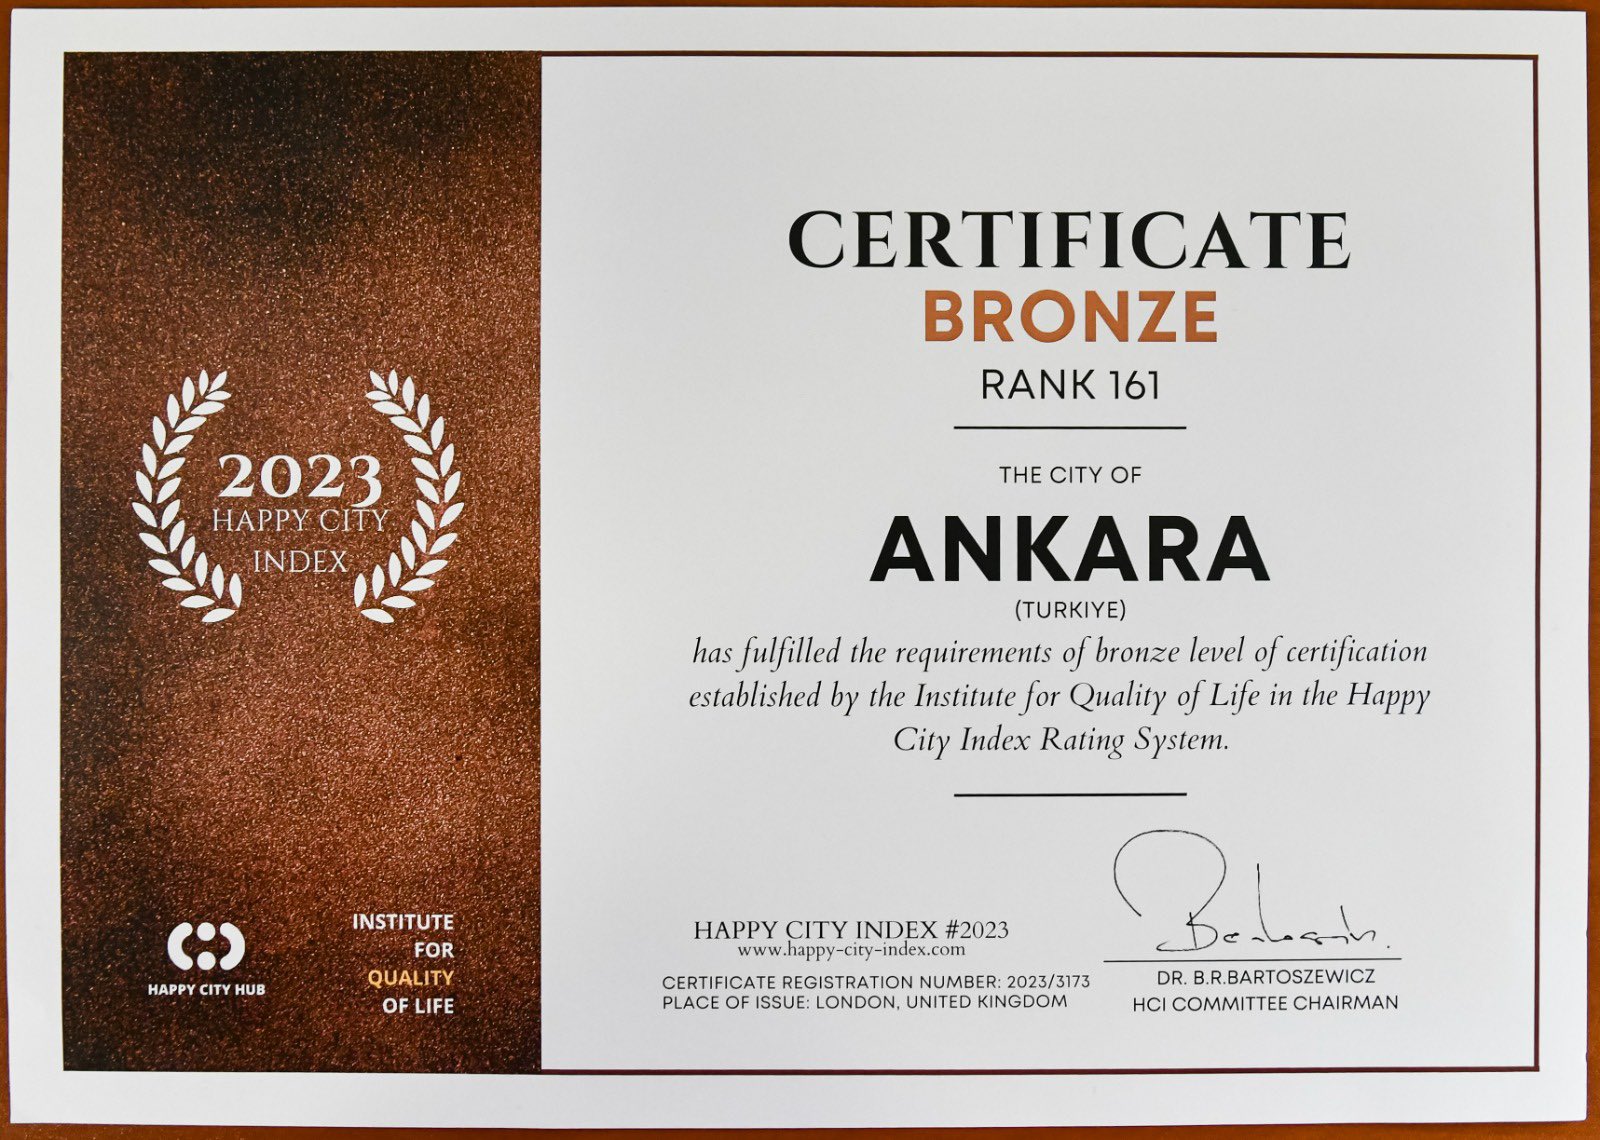 2023
HAPPY CITY
INDEX
HAPPY CITY HUB
INSTITUTE
FOR
QUALITY
OF LIFE
CERTIFICATE
BRONZE
RANK 161
THE CITY OF
ANKARA
(TURKIYE)
has fulfilled the requirements of bronze level of certification
established by the Institute for Quality of Life in the Happy
City Index Rating System.
HAPPY CITY INDEX #2023
www.happy-city-index.com
CERTIFICATE REGISTRATION NUMBER: 2023/3173
PLACE OF ISSUE: LONDON, UNITED KINGDOM
DR. B.R.BARTOSZEWICZ
HCI COMMITTEE CHAIRMAN